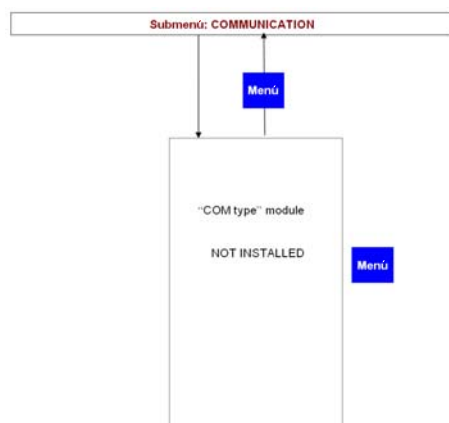 Submenú: COMMUNICATION
Menú
“COM type” module
NOT INSTALLED
Menú